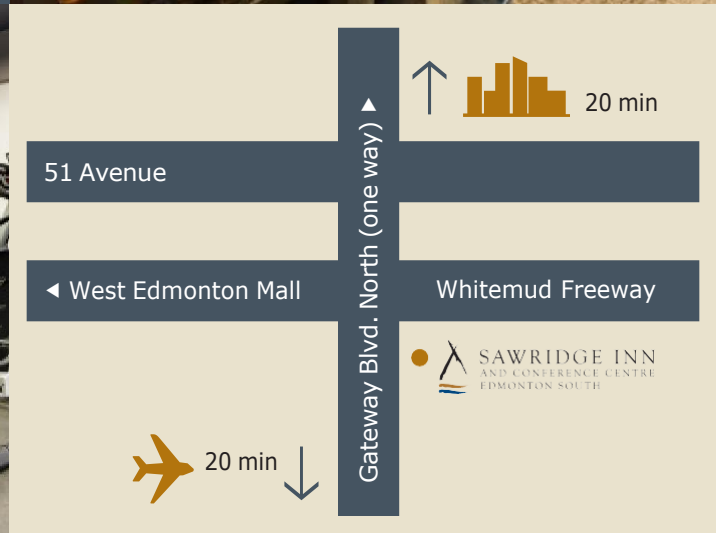 20 min
51 Avenue
Gateway Blvd. North (one way)
West Edmonton Mall
Whitemud Freeway
SAWRIDGE INN
AND CONFERENCE CENTRE
EDMONTON SOUTH
20 min